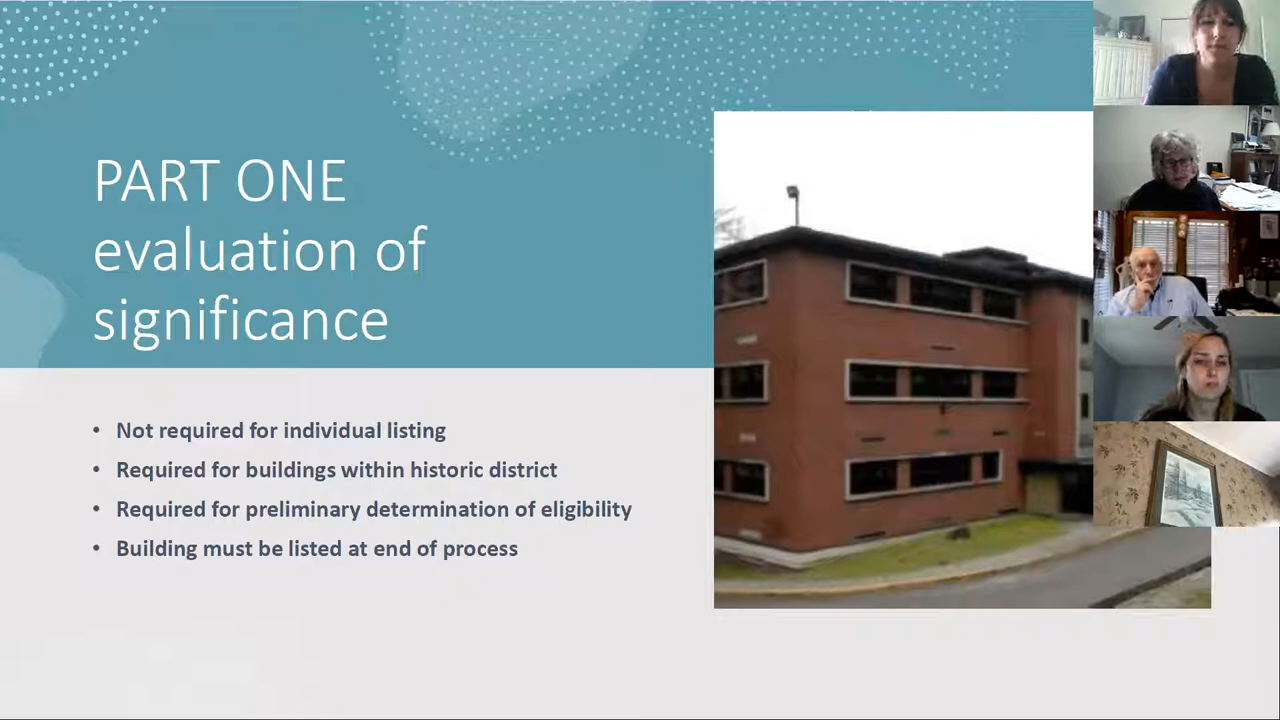 PART ONE
evaluation of
significance
• Not required for individual listing
• Required for buildings within historic district
• Required for preliminary determination of eligibility
• Building must be listed at end of process